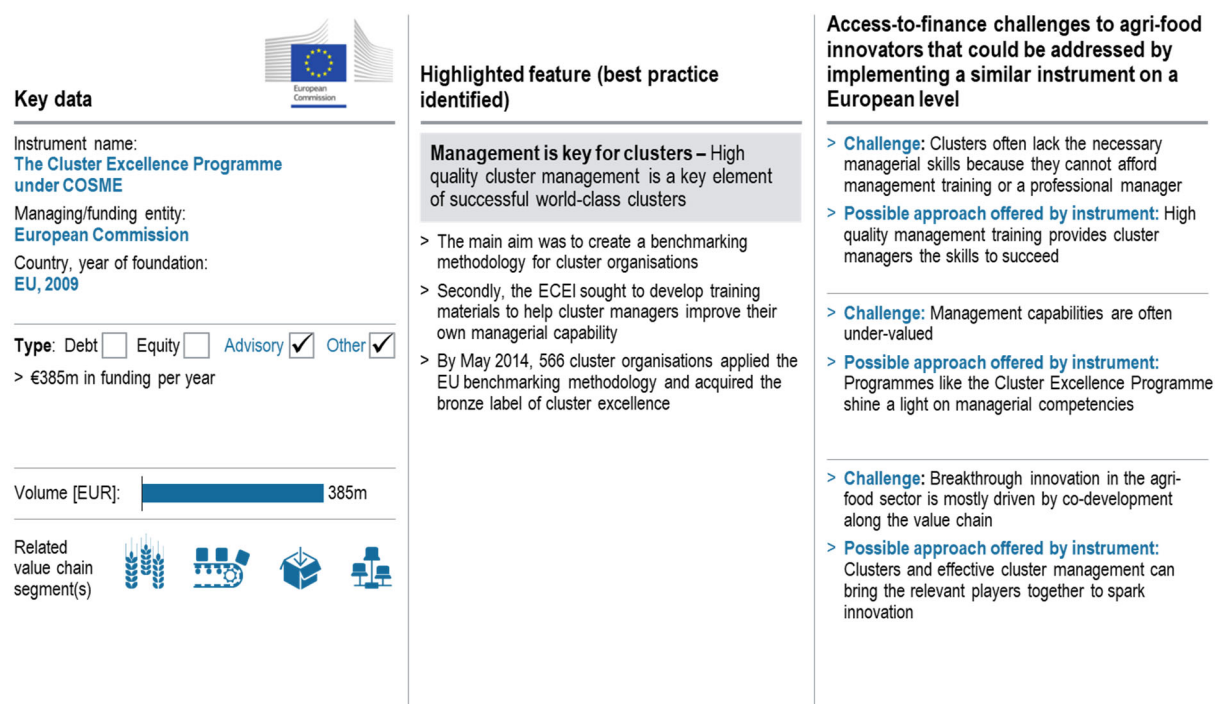 European
Commission
Key data
Instrument name:
The Cluster Excellence Programme
under COSME
Managing/funding entity:
European Commission
Country, year of foundation:
EU, 2009
Type: Debt Equity Advisory Other
> €385m in funding per year
Volume [EUR]: 385m
Related
value chain
segment(s)
Highlighted feature (best practice
identified)
Management is key for clusters – High
quality cluster management is a key element
of successful world-class clusters
> The main aim was to create a benchmarking
methodology for cluster organisations
> Secondly, the ECEI sought to develop training
materials to help cluster managers improve their
own managerial capability
> By May 2014, 566 cluster organisations applied the
EU benchmarking methodology and acquired the
bronze label of cluster excellence
Access-to-finance challenges to agri-food
innovators that could be addressed by
implementing a similar instrument on a
European level
> Challenge: Clusters often lack the necessary
managerial skills because they cannot afford
management training or a professional manager
> Possible approach offered by instrument: High
quality management training provides cluster
managers the skills to succeed
> Challenge: Management capabilities are often
under-valued
> Possible approach offered by instrument:
Programmes like the Cluster Excellence Programme
shine a light on managerial competencies
> Challenge: Breakthrough innovation in the agri-
food sector is mostly driven by co-development
along the value chain
> Possible approach offered by instrument:
Clusters and effective cluster management can
bring the relevant players together to spark
innovation